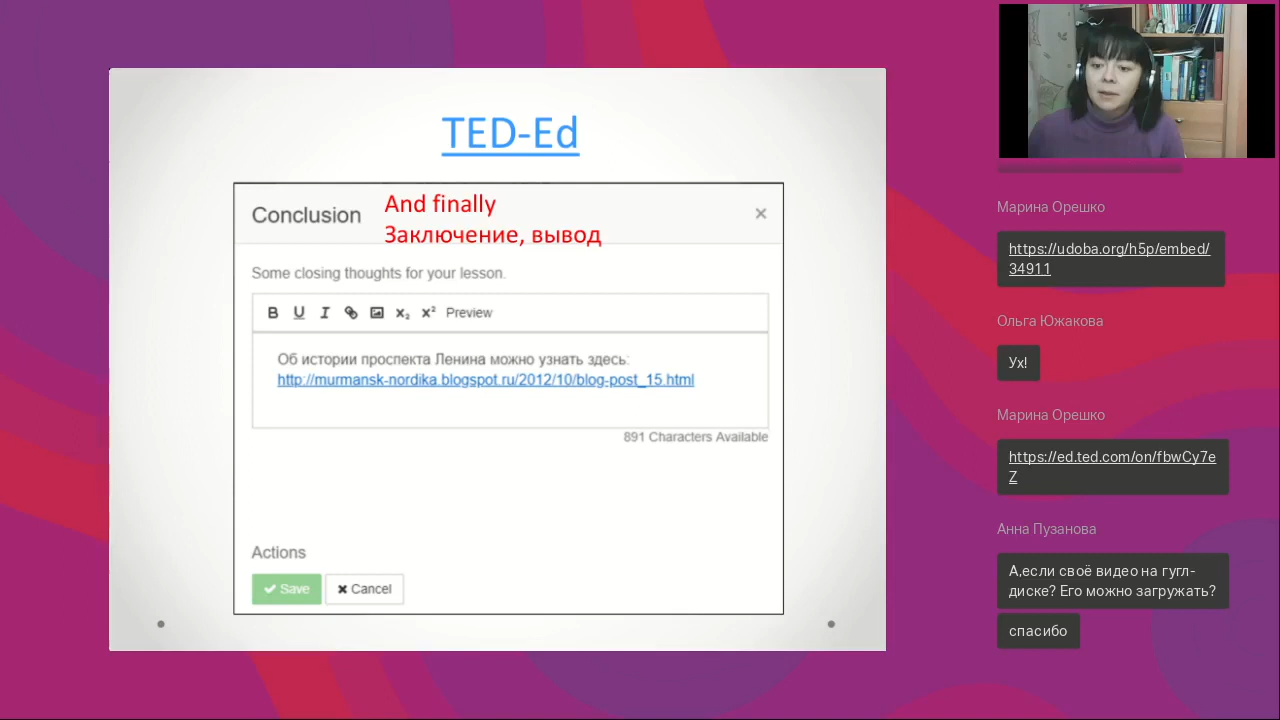 TED-Ed
Conclusion
And finally
Заключение, вывод
Some closing thoughts for your lesson.
B U I x₂ x² Preview
Об истории проспекта Ленина можно узнать здесь:
http://murmansk-nordika.blogspot.ru/2012/10/blog-post_15.html
891 Characters Available
Actions
Save
Cancel
Марина Орешко
https://udoba.org/h5p/embed/
34911
Ольга Южакова
Ух!
Марина Орешко
https://ed.ted.com/on/fbwCy7e
Z
Анна Пузанова
А,если своё видео на гугл-
диске? Его можно загружать?
спасибо